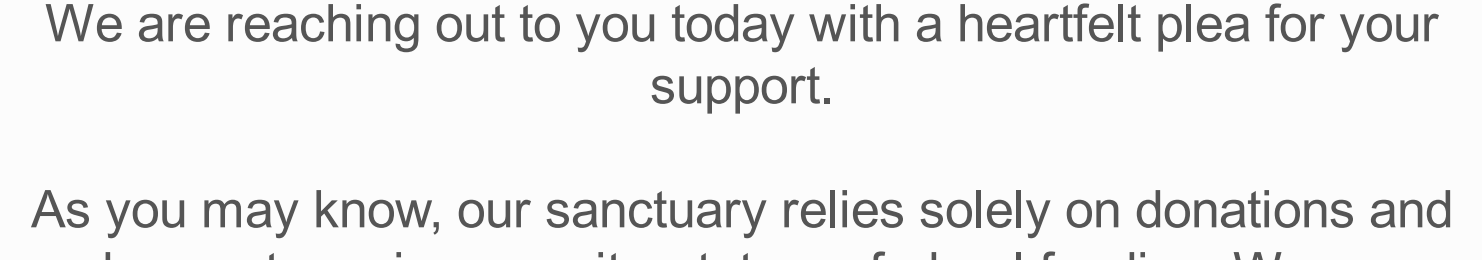 We are reaching out to you today with a heartfelt plea for your
support.
As you may know, our sanctuary relies solely on donations and